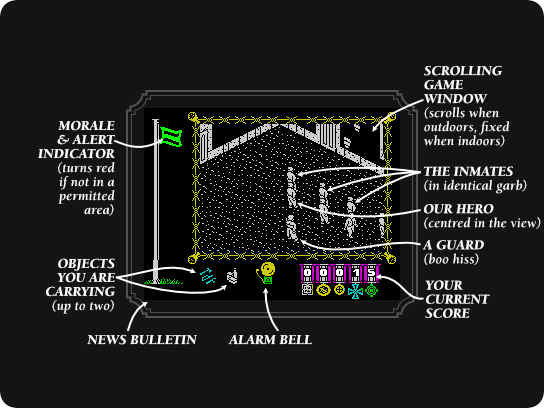 SCROLLING
GAME
WINDOW
(scrolls when
outdoors, fixed
when indoors)
MORALE
& ALERT
INDICATOR
(turns red
if not in a
permitted
area)
THE INMATES
(in identical garb)
OUR HERO
(centred in the view)
A GUARD
(boo hiss)
OBJECTS
YOU ARE
CARRYING
(up to two)
00015
YOUR
CURRENT
SCORE
NEWS BULLETIN
ALARM BELL